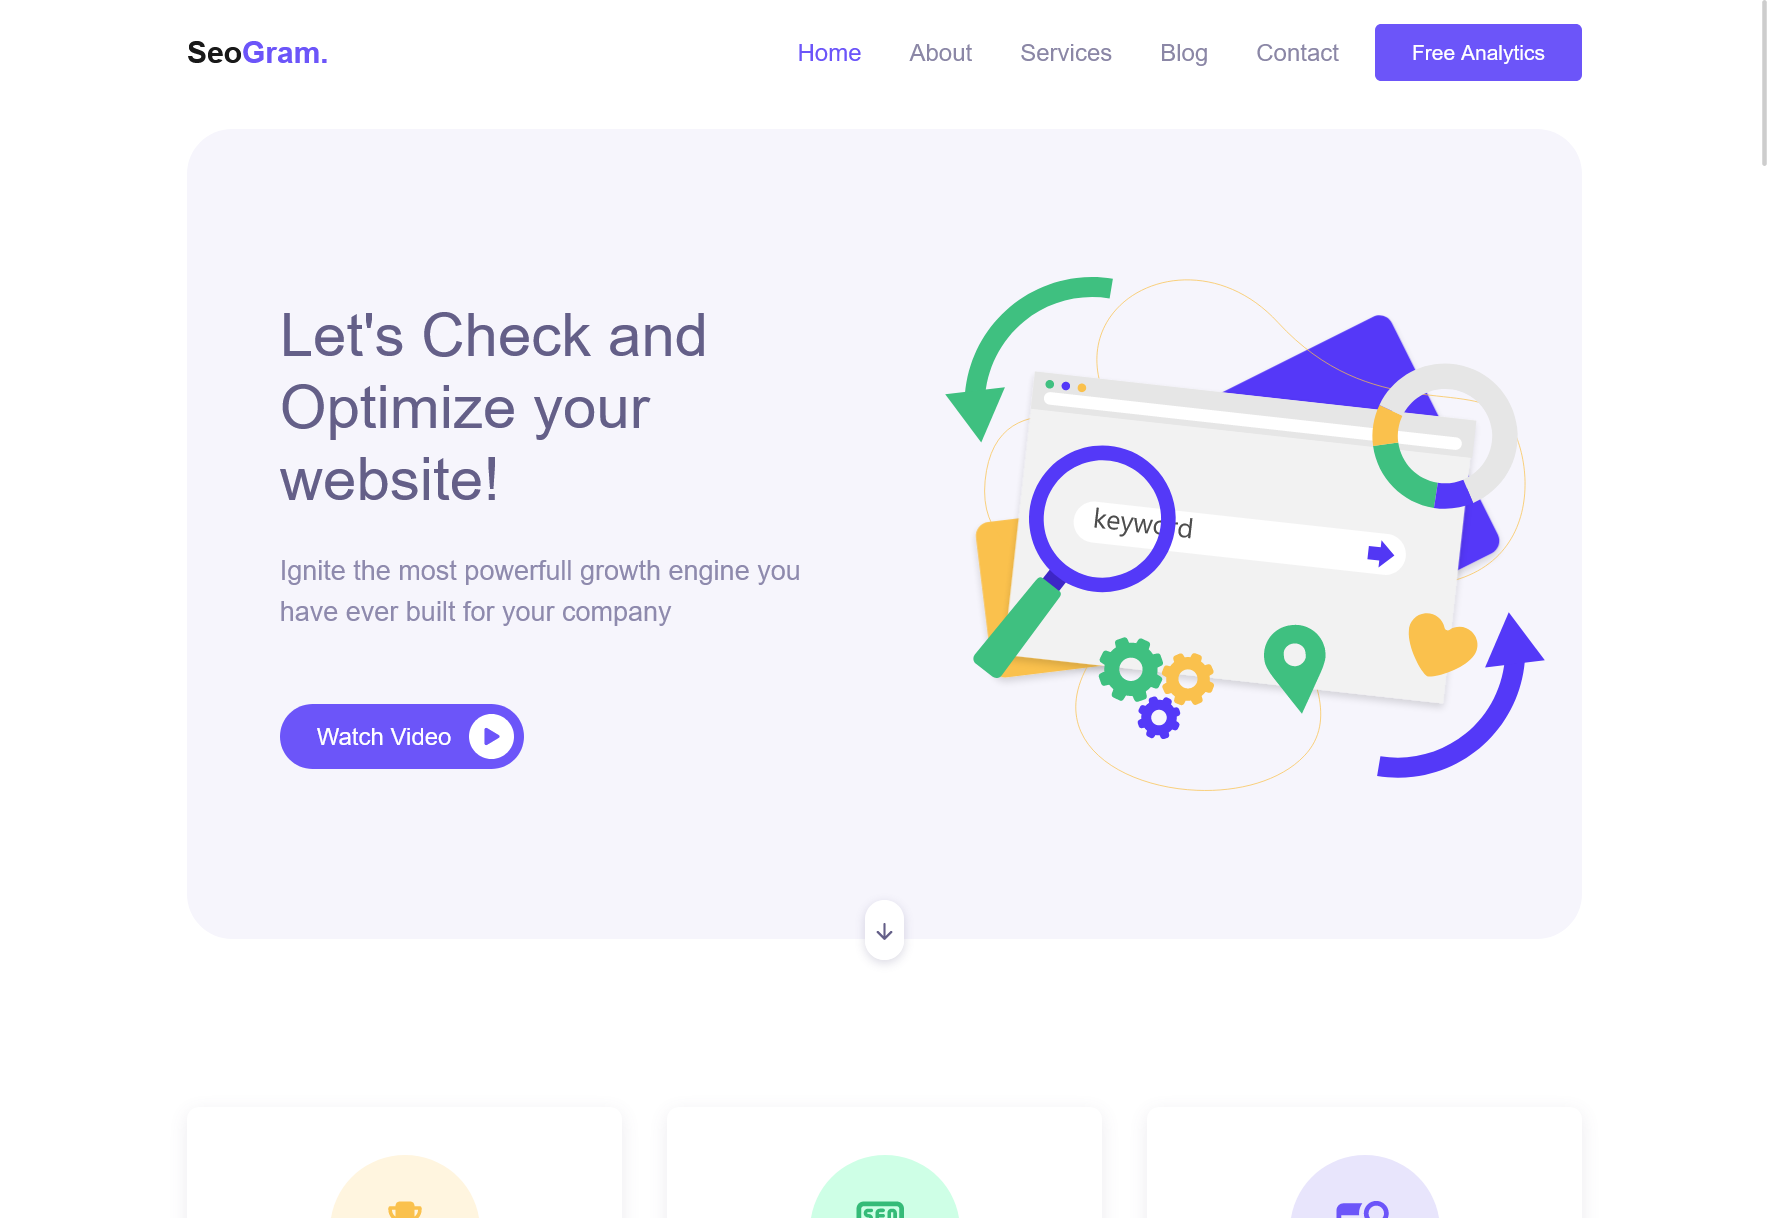 SeoGram.
Home
About
Services
Blog
Contact
Free Analytics
Let's Check and
Optimize your
website!
Ignite the most powerfull growth engine you
have ever built for your company
Watch Video
keyword
SEO